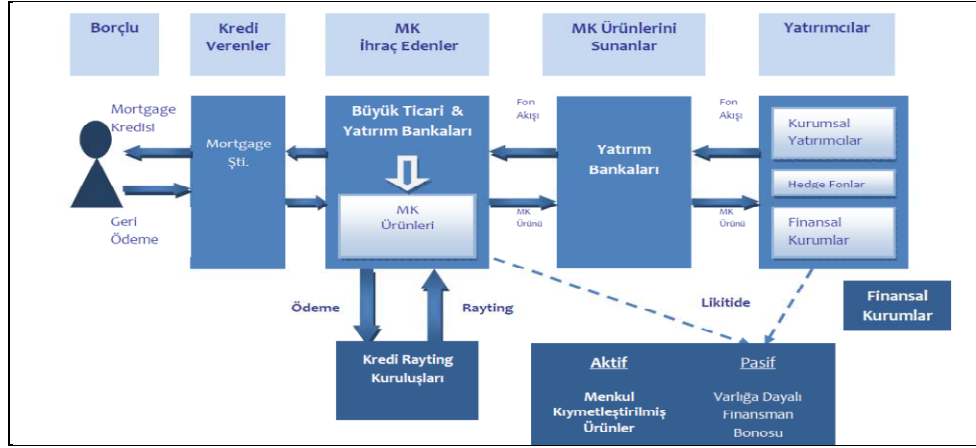 Borçlu
Kredi
Verenler
MK
İhraç Edenler
MK Ürünlerini
Sunanlar
Yatırımcılar
Mortgage
Kredisi
Geri
Ödeme
Mortgage
Şti.
Büyük Ticari &
Yatırım Bankaları
MK
Ürünleri
Fon
Akışı
MK
Ürünü
Yatırım
Bankaları
Fon
Akışı
MK
Ürünü
Kurumsal
Yatırımcılar
Hedge Fonlar
Finansal
Kurumlar
Ödeme
Rayting
Likitide
Finansal
Kurumlar
Kredi Rayting
Kuruluşları
Aktif
Menkul
Kıymetleştirilmiş
Ürünler
Pasif
Varlığa Dayalı
Finansman
Bonosu